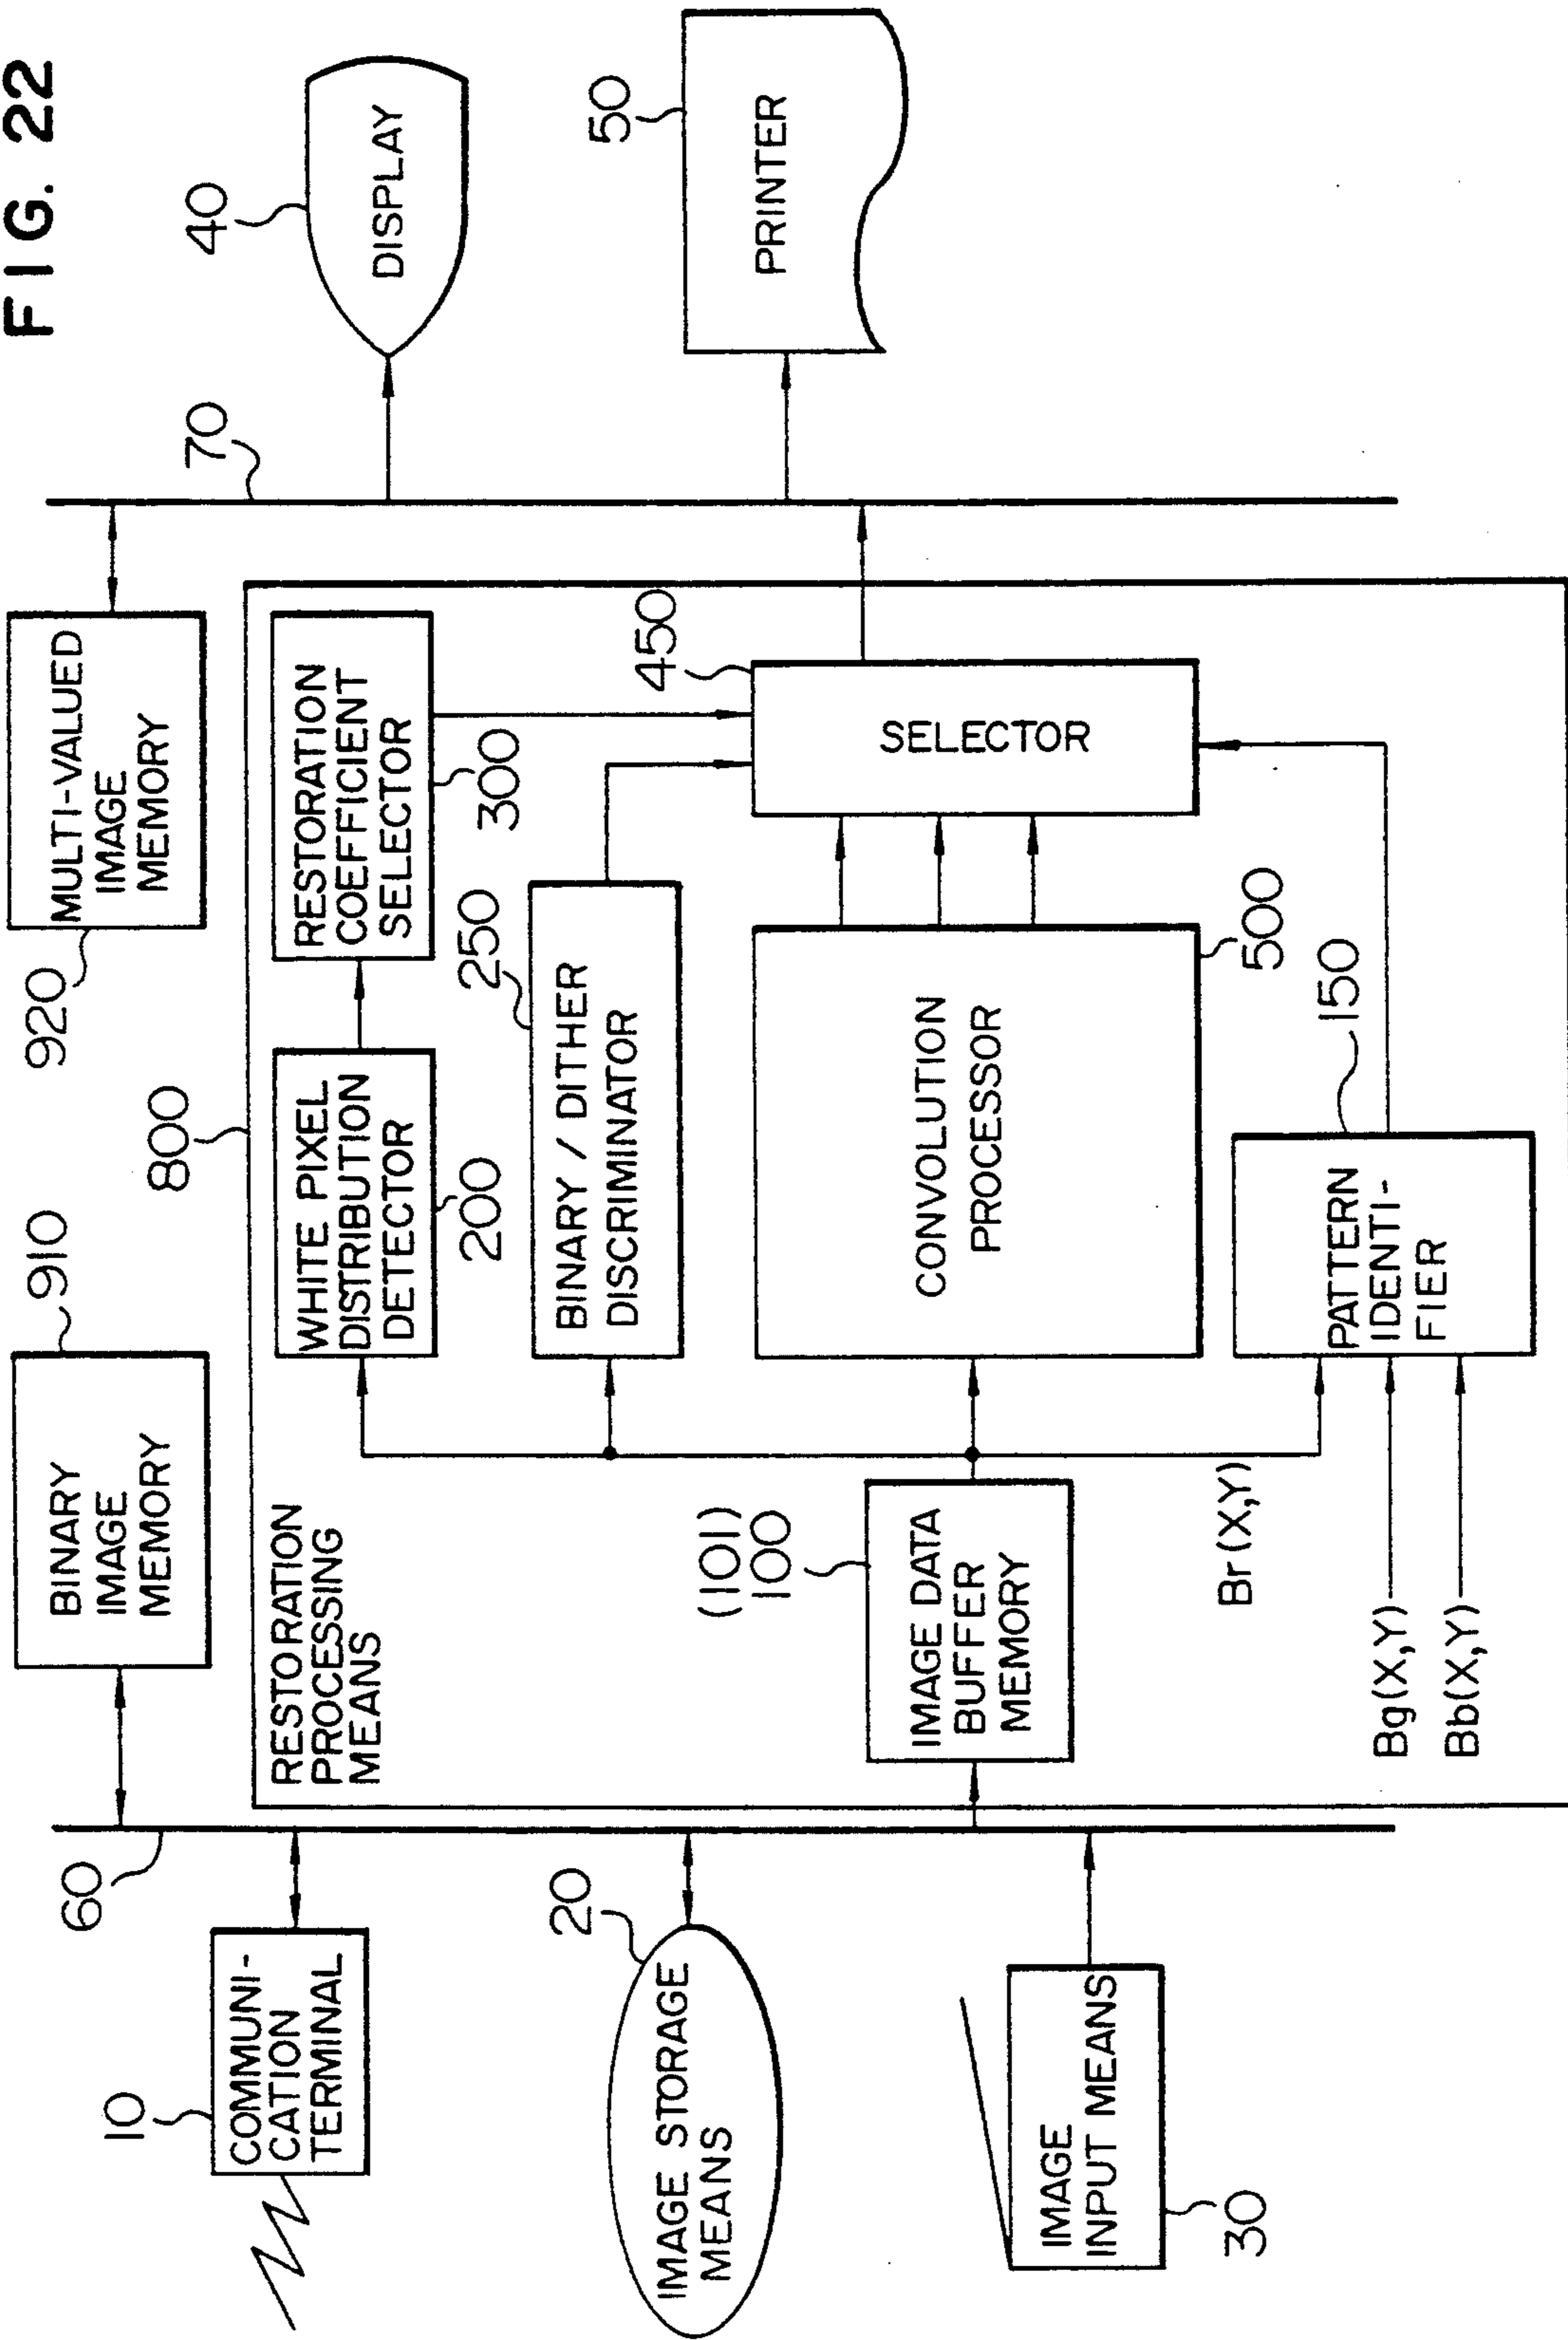 FIG. 22
10
COMMUNI-
CATION
TERMINAL
60
BINARY
IMAGE
MEMORY
910
800
920
MULTI-VALUED
IMAGE
MEMORY
70
40
DISPLAY
20
IMAGE STORAGE
MEANS
RESTORATION
PROCESSING
MEANS
WHITE PIXEL
DISTRIBUTION
DETECTOR
200
RESTORATION
COEFFICIENT
SELECTOR
300
250
BINARY / DITHER
DISCRIMINATOR
450
SELECTOR
50
PRINTER
(101)
100
IMAGE DATA
BUFFER
MEMORY
CONVOLUTION
PROCESSOR
500
30
IMAGE
INPUT MEANS
Br(X,Y)
Bg(X,Y)
Bb(X,Y)
PATTERN
IDENTI-
FIER
150